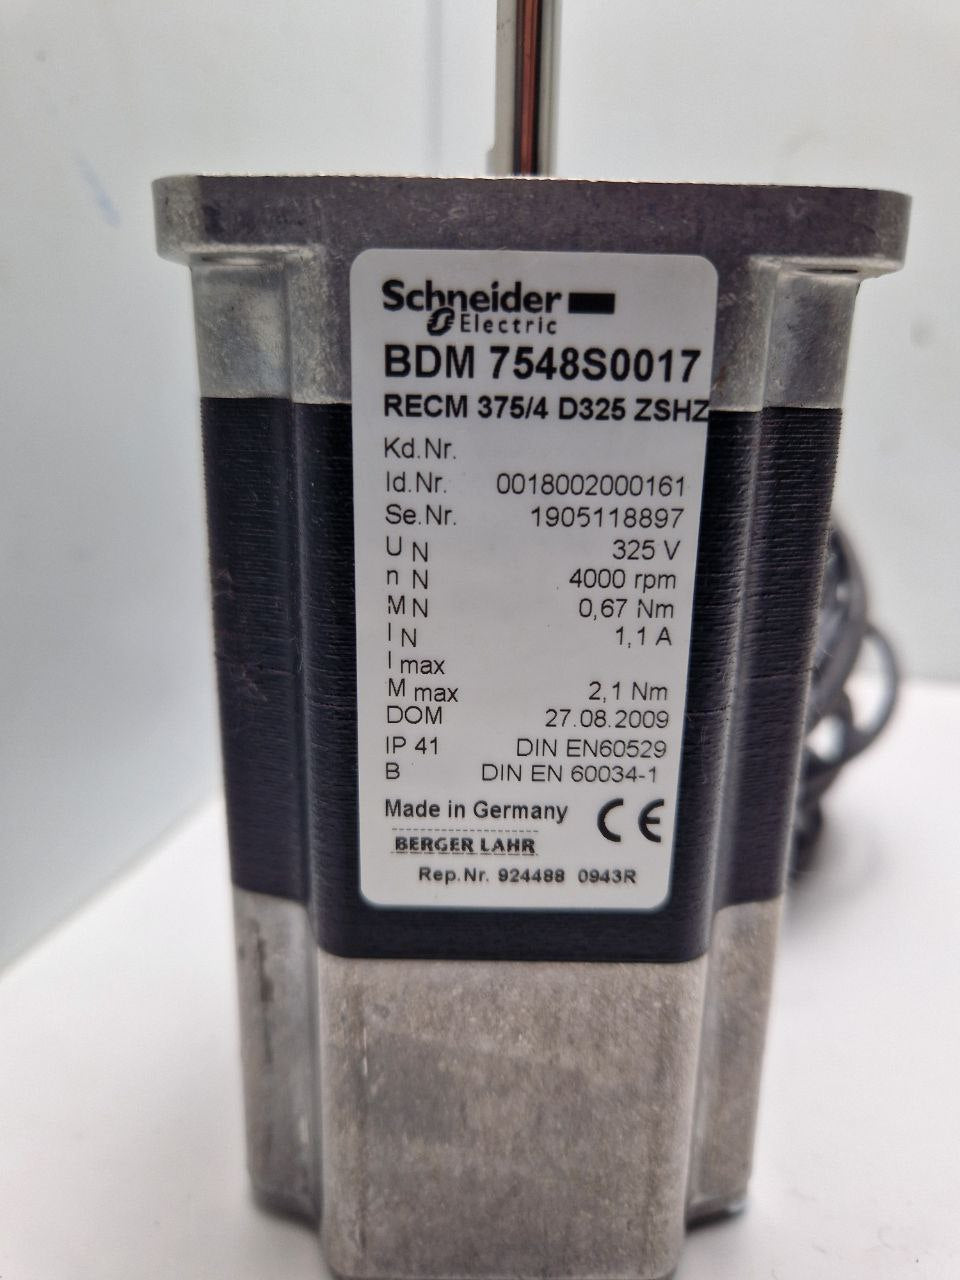 Schneider
Electric
BDM 7548S0017
RECM 375/4 D325 ZSHZ
Kd.Nr.
Id.Nr. 0018002000161
Se.Nr. 1905118897
U N 325 V
n N 4000 rpm
M N 0,67 Nm
I N 1,1 A
I max
M max 2,1 Nm
DOM 27.08.2009
IP 41 DIN EN60529
B DIN EN 60034-1
Made in Germany CE
BERGER LAHR
Rep.Nr. 924488 0943R